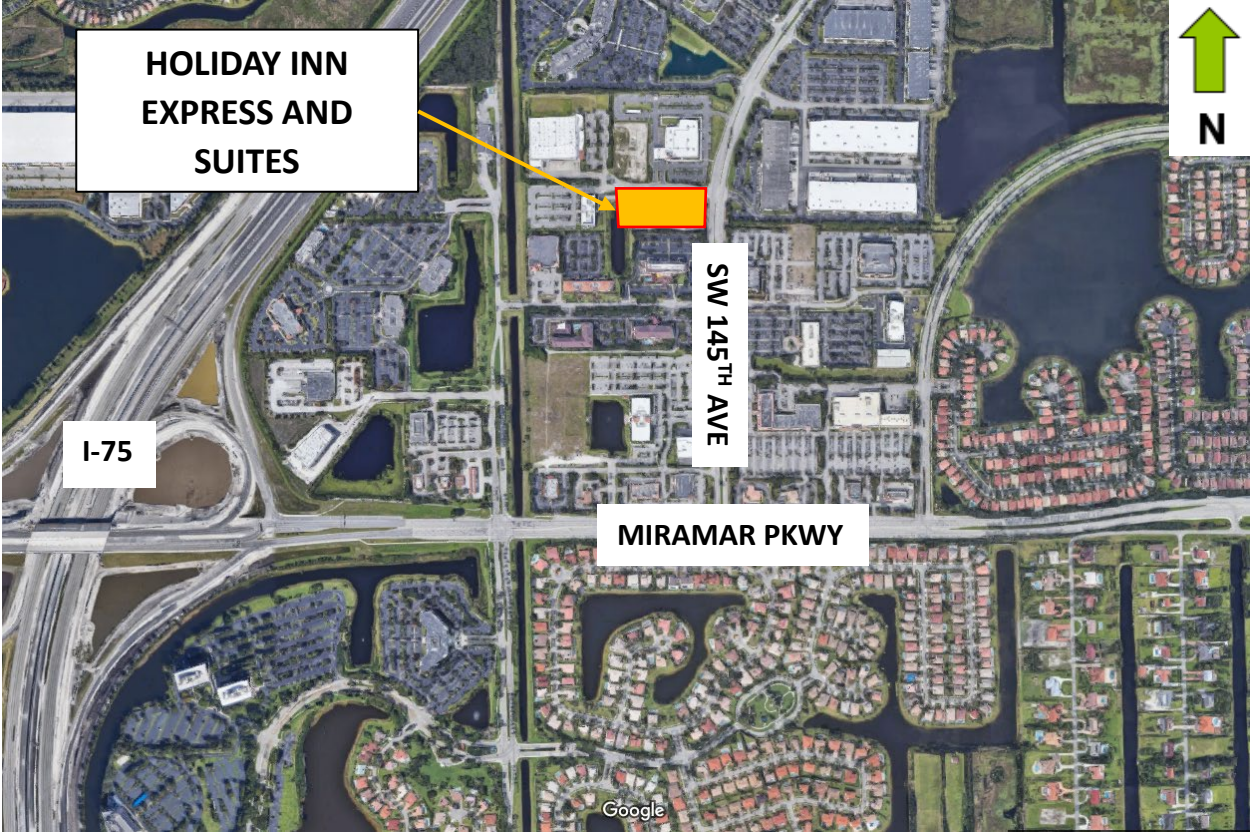 HOLIDAY INN
EXPRESS AND
SUITES
N
SW 145TH AVE
I-75
MIRAMAR PKWY
Google